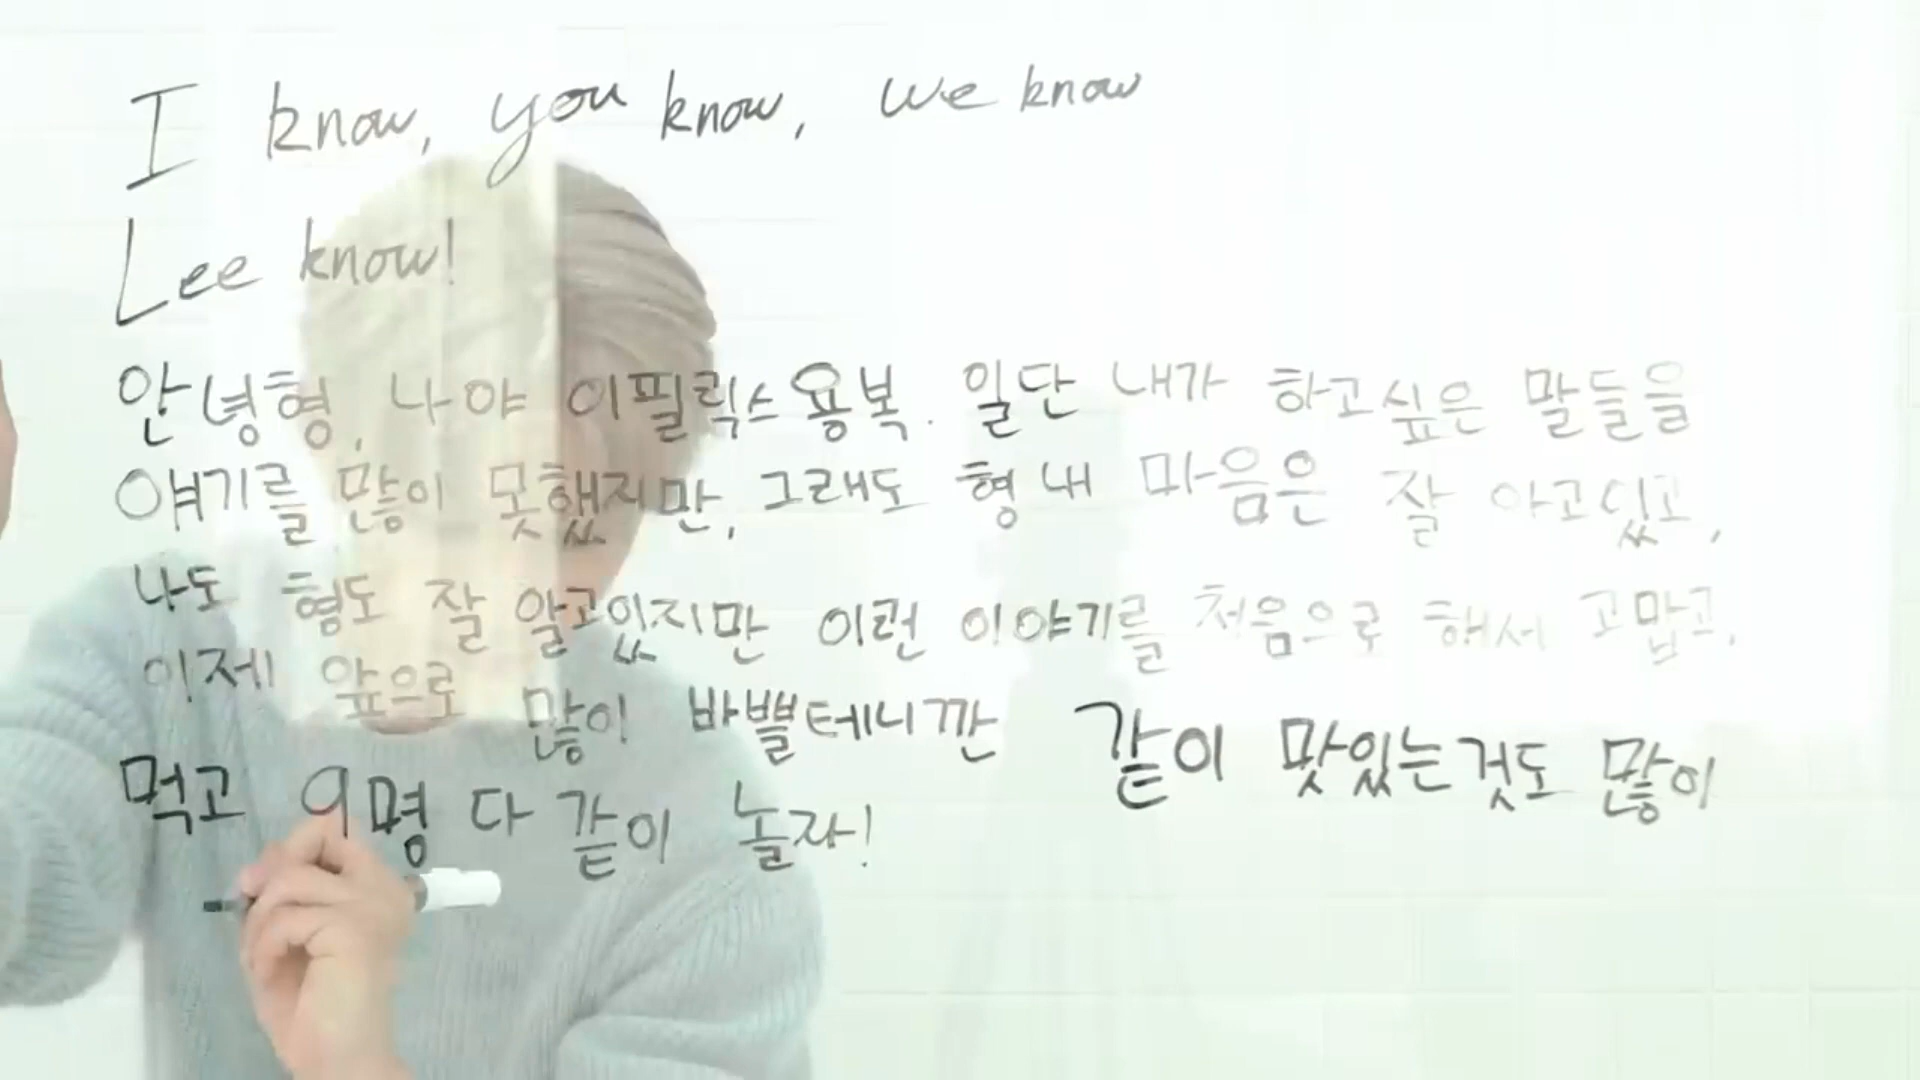 I know, you know, we know
Lee know!
안녕형, 나야 이필릭스용복. 일단 내가 하고싶은 말들을
얘기를 많이 못했지만, 그래도 형 내 마음은 잘 아고있고,
나도 형도 잘 알고있지만 이런 이야기를 처음으로 해서 고맙고,
이제 앞으로 많이 바쁠테니깐 같이 맛있는것도 많이
먹고 9명 다 같이 놀자!